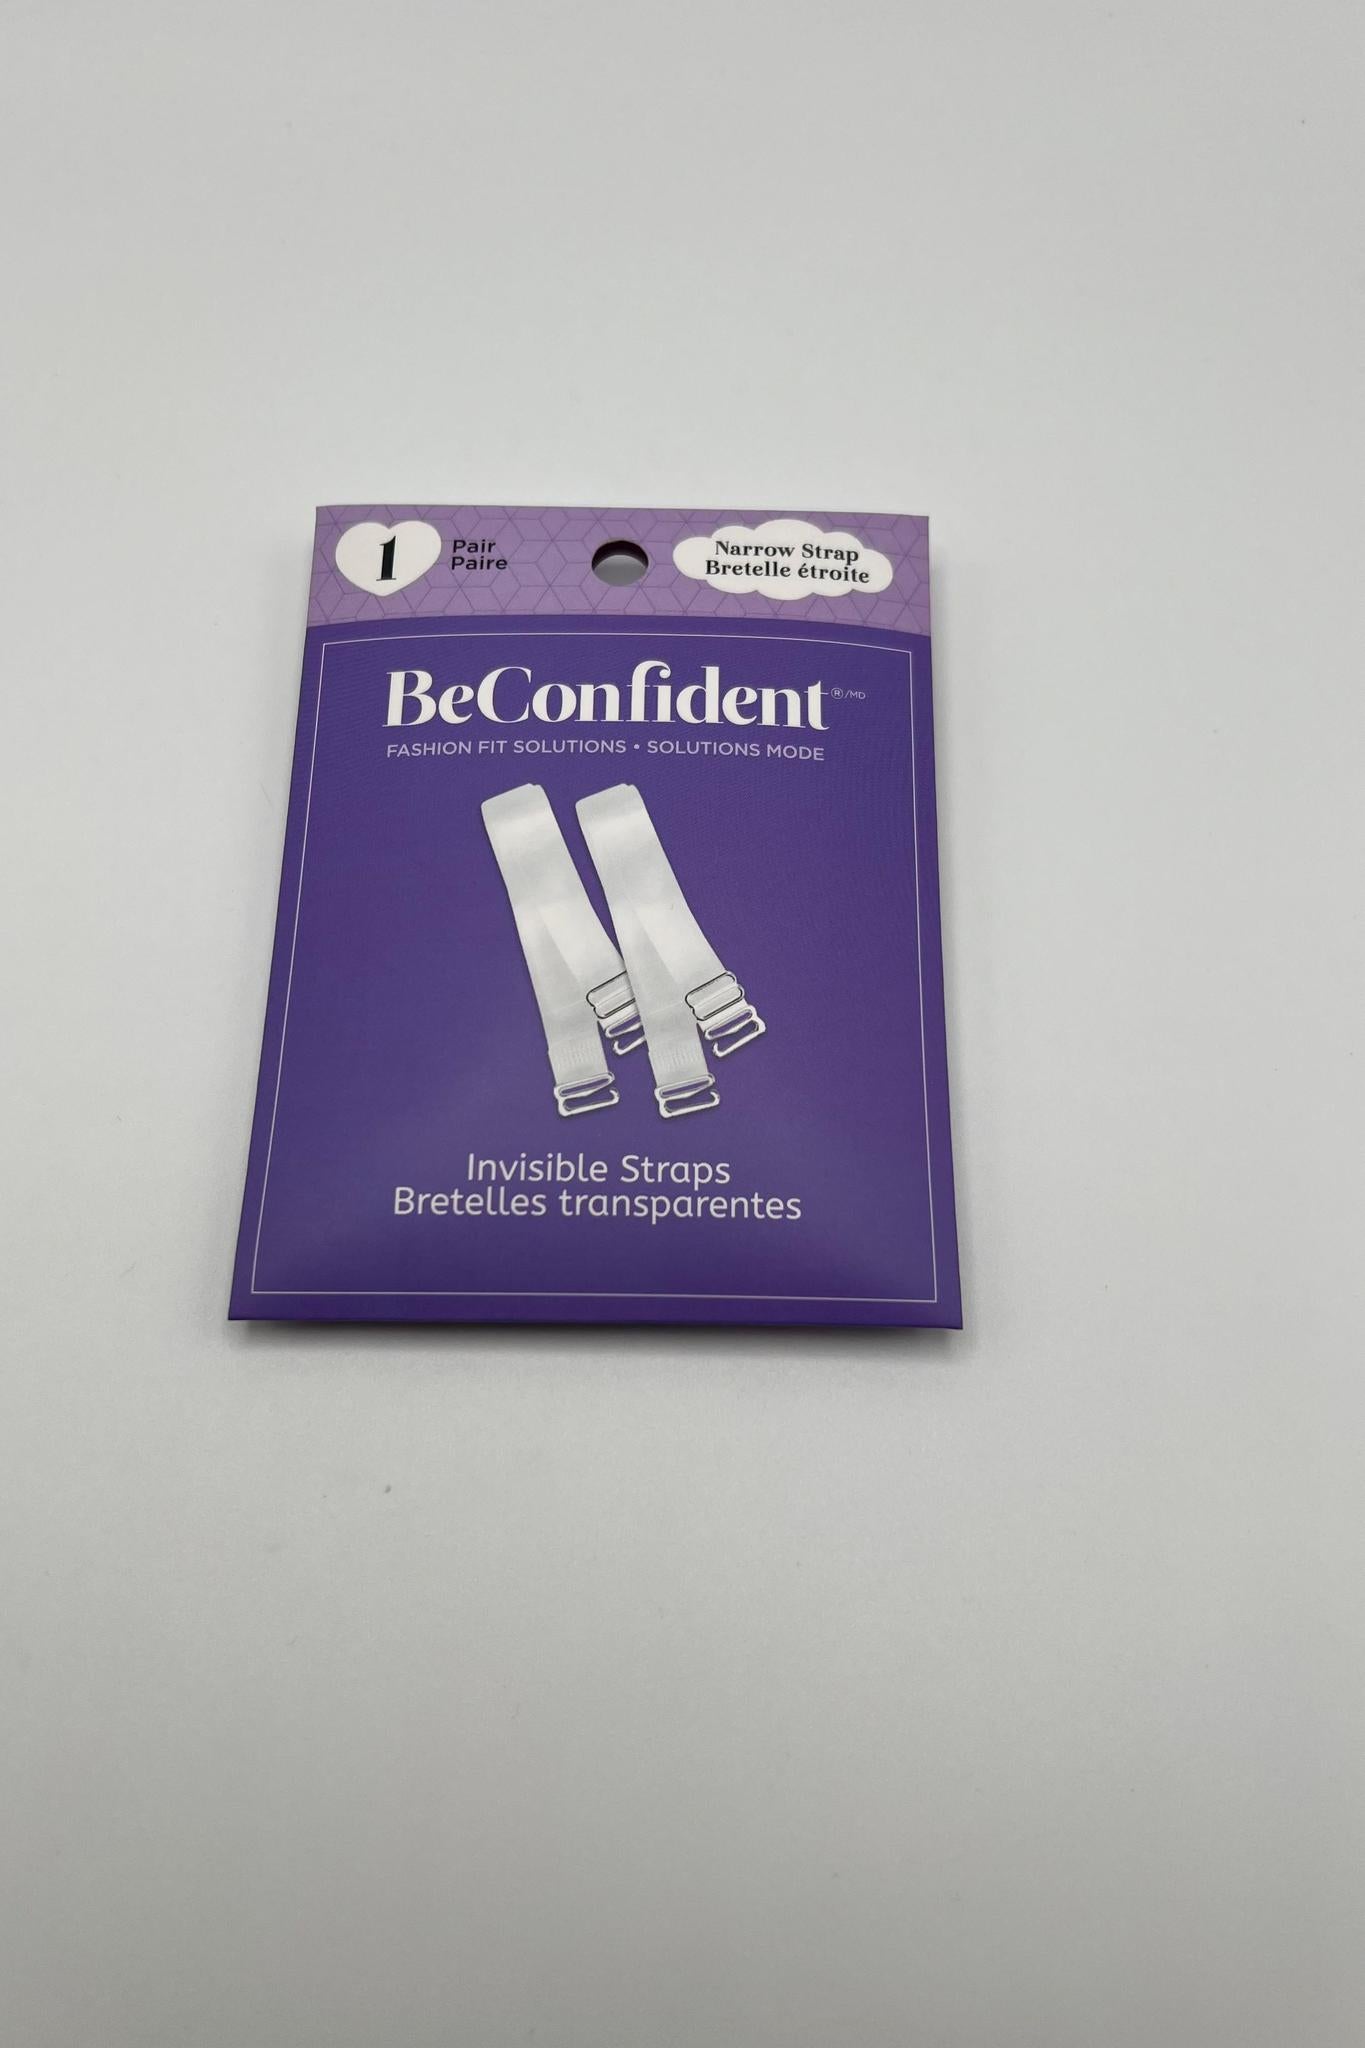 1
Pair
Paire
Narrow Strap
Bretelle étroite
BeConfident®/MD
FASHION FIT SOLUTIONS • SOLUTIONS MODE
Invisible Straps
Bretelles transparentes